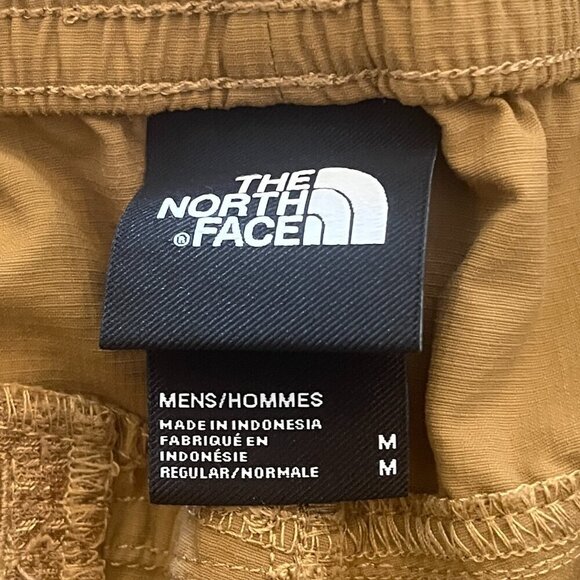 THE
NORTH
® FACE
MENS/HOMMES
MADE IN INDONESIA
FABRIQUÉ EN M
INDONÉSIE
REGULAR/NORMALE M